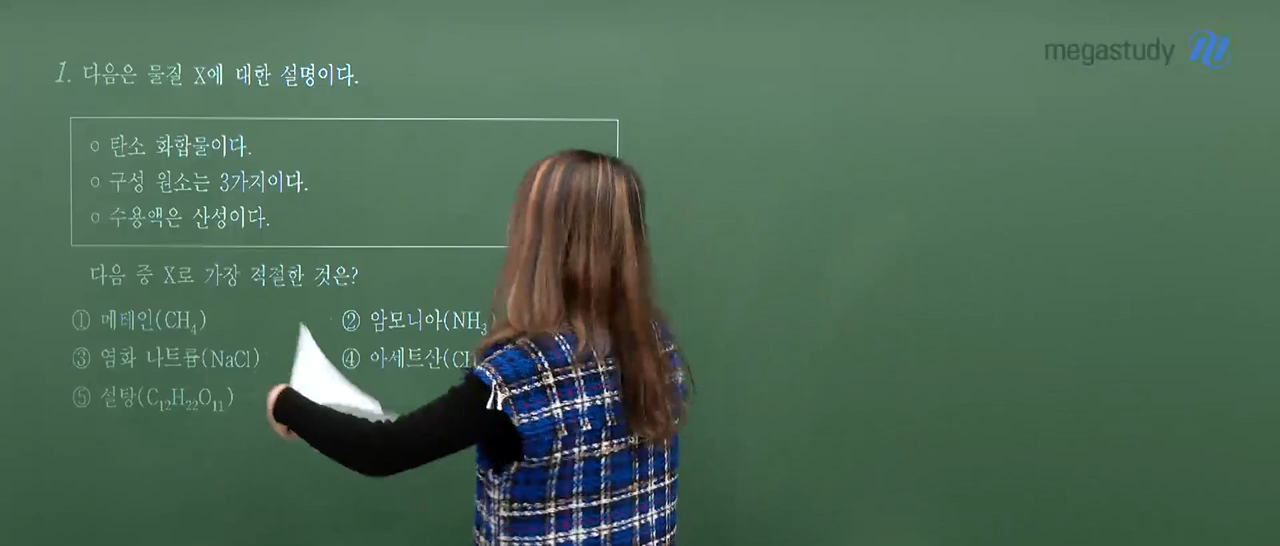 megastudy
1. 다음은 물질 X에 대한 설명이다.
○ 탄소 화합물이다.
○ 구성 원소는 3가지이다.
○ 수용액은 산성이다.
다음 중 X로 가장 적절한 것은?
① 메테인(CH₄) ② 암모니아(NH₃
③ 염화 나트륨(NaCl) ④ 아세트산(C
⑤ 설탕(C₁₂H₂₂O₁₁)